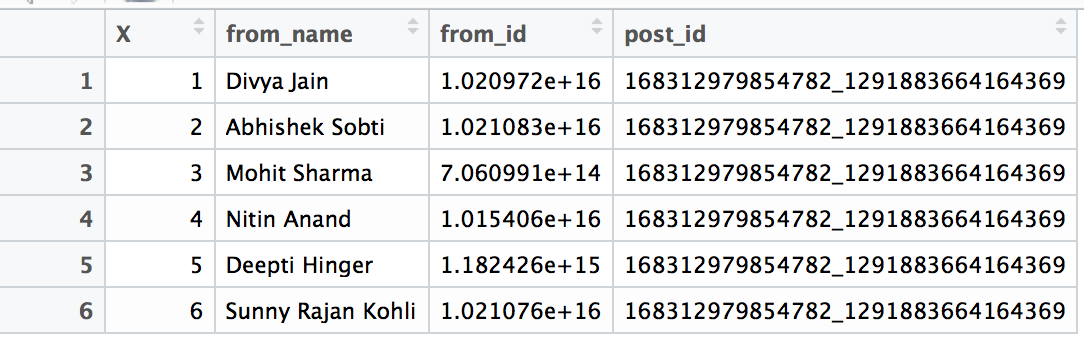 X from_name from_id post_id
1 1 Divya Jain 1.020972e+16 168312979854782_1291883664164369
2 2 Abhishek Sobti 1.021083e+16 168312979854782_1291883664164369
3 3 Mohit Sharma 7.060991e+14 168312979854782_1291883664164369
4 4 Nitin Anand 1.015406e+16 168312979854782_1291883664164369
5 5 Deepti Hinger 1.182426e+15 168312979854782_1291883664164369
6 6 Sunny Rajan Kohli 1.021076e+16 168312979854782_1291883664164369